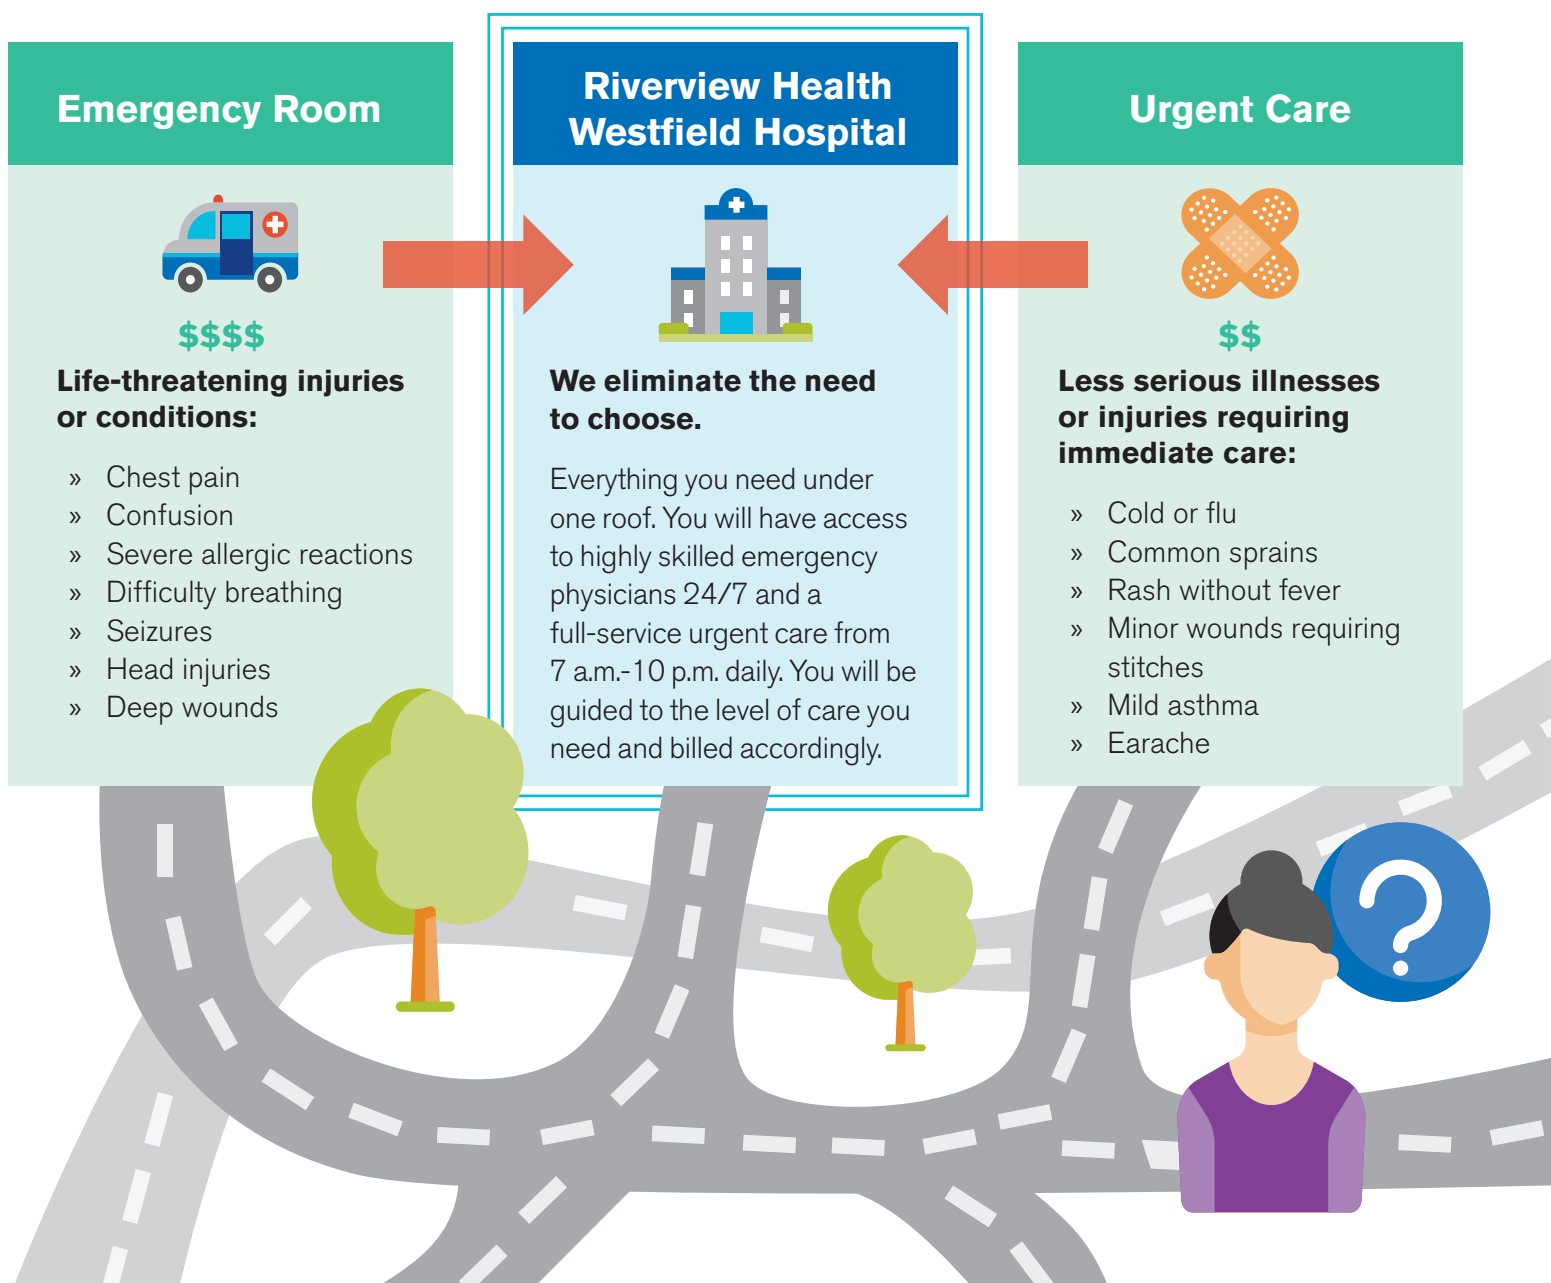 Emergency Room
$$$$
Life-threatening injuries
or conditions:
» Chest pain
» Confusion
» Severe allergic reactions
» Difficulty breathing
» Seizures
» Head injuries
» Deep wounds
Riverview Health
Westfield Hospital
We eliminate the need
to choose.
Everything you need under
one roof. You will have access
to highly skilled emergency
physicians 24/7 and a
full-service urgent care from
7 a.m.-10 p.m. daily. You will be
guided to the level of care you
need and billed accordingly.
Urgent Care
$$
Less serious illnesses
or injuries requiring
immediate care:
» Cold or flu
» Common sprains
» Rash without fever
» Minor wounds requiring
stitches
» Mild asthma
» Earache
?